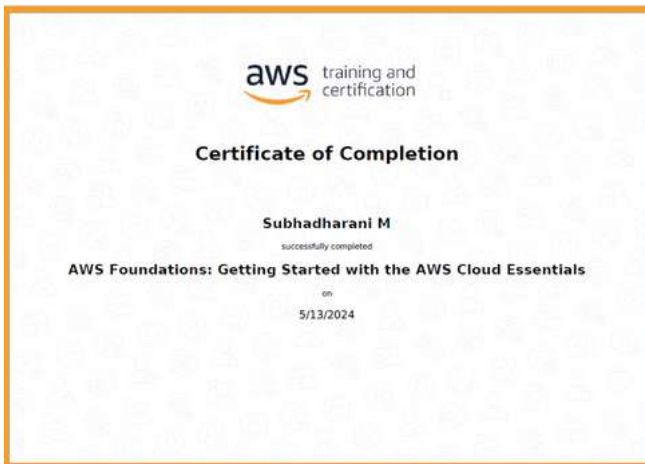 aws training and
certification
Certificate of Completion
Subhadharani M
successfully completed
AWS Foundations: Getting Started with the AWS Cloud Essentials
on
5/13/2024